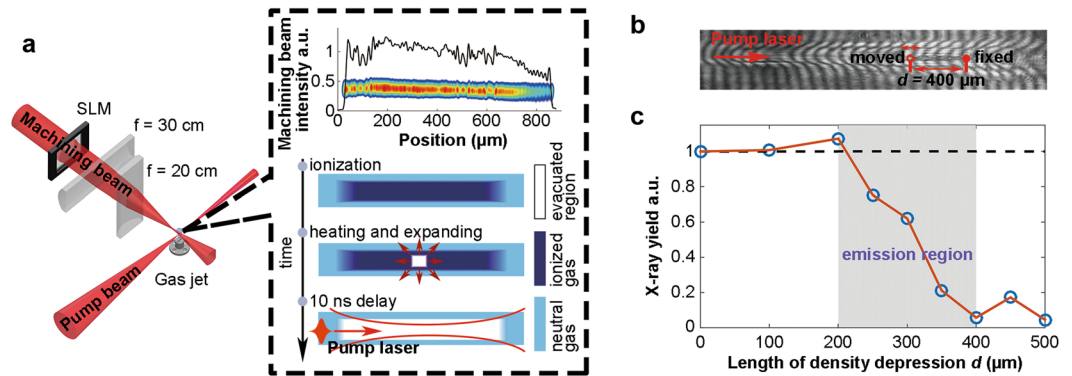 a
SLM
f = 30 cm
f = 20 cm
Machining beam
Pump beam
Gas jet
Machining beam
intensity a.u.
1
0.5
0
0 200 400 600 800
Position (μm)
time
ionization
heating and expanding
10 ns delay
Pump laser
evacuated
region
ionized
gas
neutral
gas
b
Pump laser
moved
fixed
d = 400 μm
c
X-ray yield a.u.
1
0.8
0.6
0.4
0.2
0
emission region
0 100 200 300 400 500
Length of density depression d (μm)